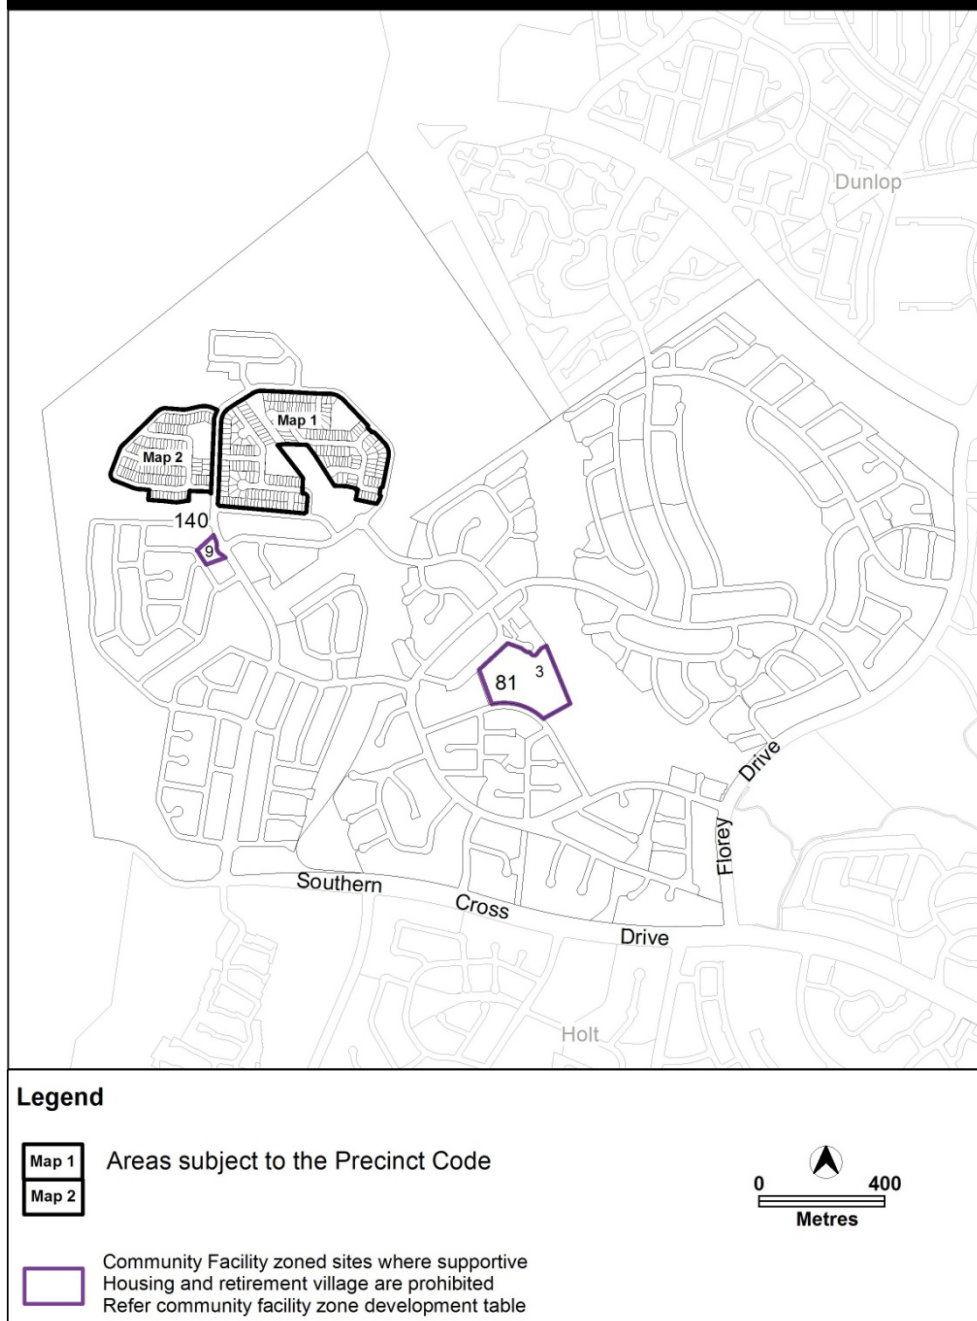 Dunlop
Map 1
Map 2
140
9
81
3
Drive
Florey
Southern
Cross
Drive
Holt
Legend
Map 1
Map 2
Areas subject to the Precinct Code
0 400
Metres
Community Facility zoned sites where supportive
Housing and retirement village are prohibited
Refer community facility zone development table